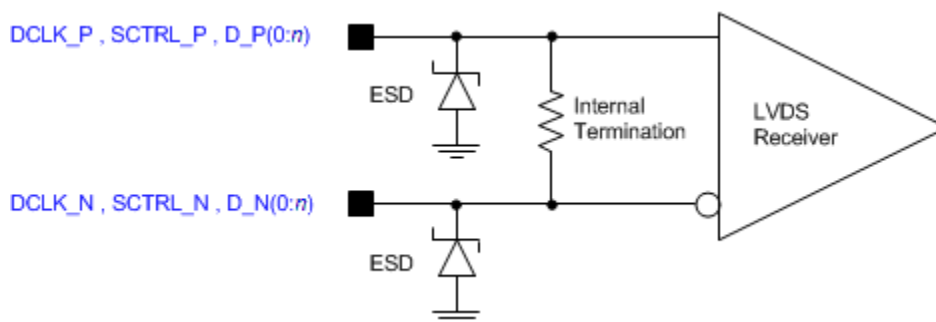 DCLK_P , SCTRL_P , D_P(0:n)
ESD
Internal
Termination
LVDS
Receiver
DCLK_N , SCTRL_N , D_N(0:n)
ESD